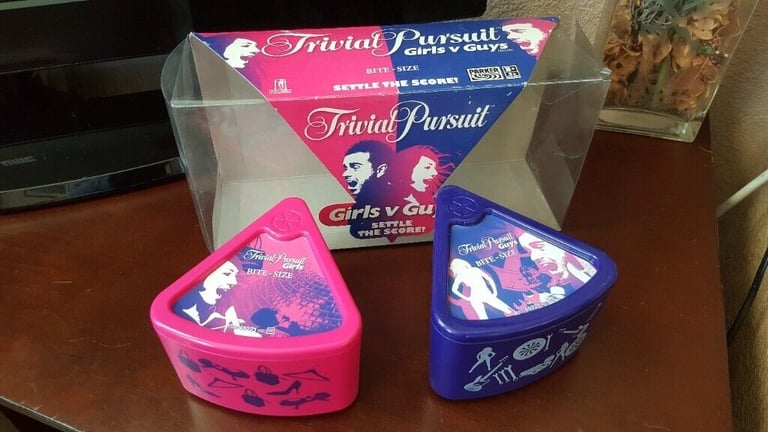 Trivial Pursuit
Girls v Guys
BITE - SIZE
SETTLE THE SCORE!
PARKER
Trivial Pursuit
Girls v Guys
SETTLE
THE SCORE!
Trivial Pursuit
Girls
BITE - SIZE
Trivial Pursuit
Guys
BITE - SIZE